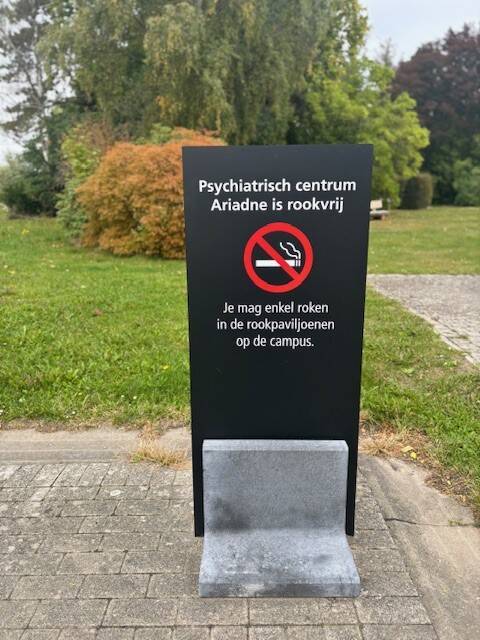 Psychiatrisch centrum
Ariadne is rookvrij
Je mag enkel roken
in de rookpaviljoenen
op de campus.